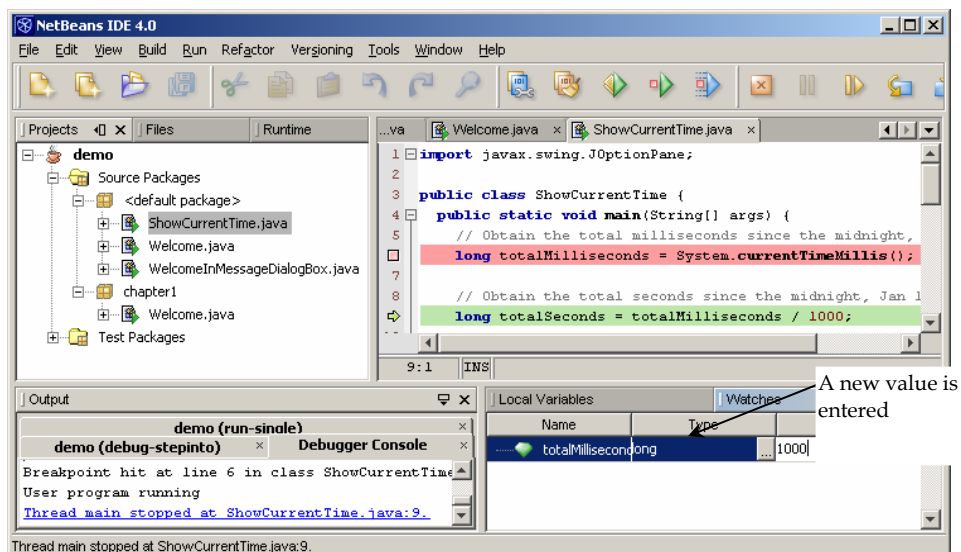 NetBeans IDE 4.0
File Edit View Build Run Refactor Versioning Tools Window Help
Projects Files Runtime
demo
Source Packages
<default package>
ShowCurrentTime.java
Welcome.java
WelcomeInMessageDialogBox.java
chapter1
Welcome.java
Test Packages
...va Welcome.java × ShowCurrentTime.java ×
1 import javax.swing.JOptionPane;
2
3 public class ShowCurrentTime {
4 public static void main(String[] args) {
5 // Obtain the total milliseconds since the midnight,
long totalMilliseconds = System.currentTimeMillis();
7
8 // Obtain the total seconds since the midnight, Jan 1
long totalSeconds = totalMilliseconds / 1000;
9:1 INS
Output
demo (run-single) ×
demo (debug-stepinto) × Debugger Console ×
Breakpoint hit at line 6 in class ShowCurrentTime
User program running
Thread main stopped at ShowCurrentTime.java:9.
Local Variables Watches
Name Type
totalMillisecond long ... 1000
A new value is
entered
Thread main stopped at ShowCurrentTime.java:9.